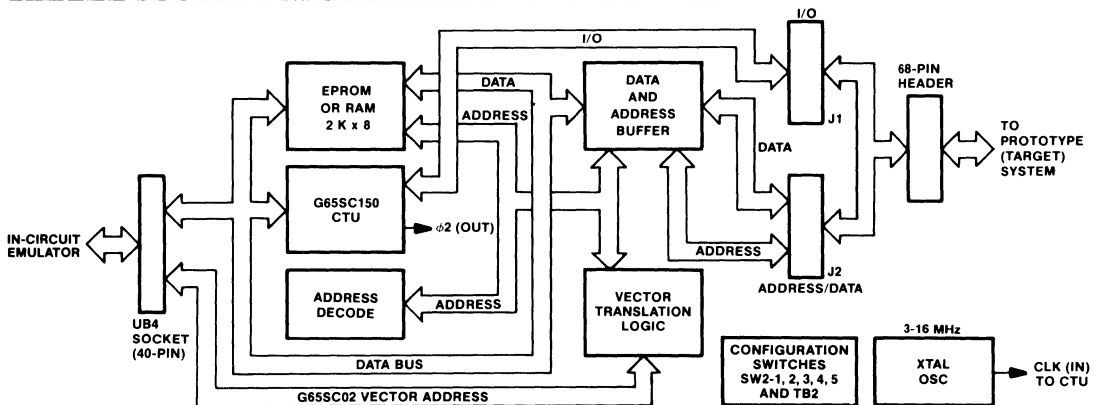 I/O
I/O
68-PIN
HEADER
EPROM
OR RAM
2 K x 8
DATA
ADDRESS
DATA
AND
ADDRESS
BUFFER
J1
DATA
TO
PROTOTYPE
(TARGET)
SYSTEM
G65SC150
CTU
ϕ2 (OUT)
IN-CIRCUIT
EMULATOR
UB4
SOCKET
(40-PIN)
ADDRESS
DECODE
ADDRESS
VECTOR
TRANSLATION
LOGIC
ADDRESS
J2
ADDRESS/DATA
DATA BUS
G65SC02 VECTOR ADDRESS
CONFIGURATION
SWITCHES
SW2-1, 2, 3, 4, 5
AND TB2
3-16 MHz
XTAL
OSC
CLK (IN)
TO CTU